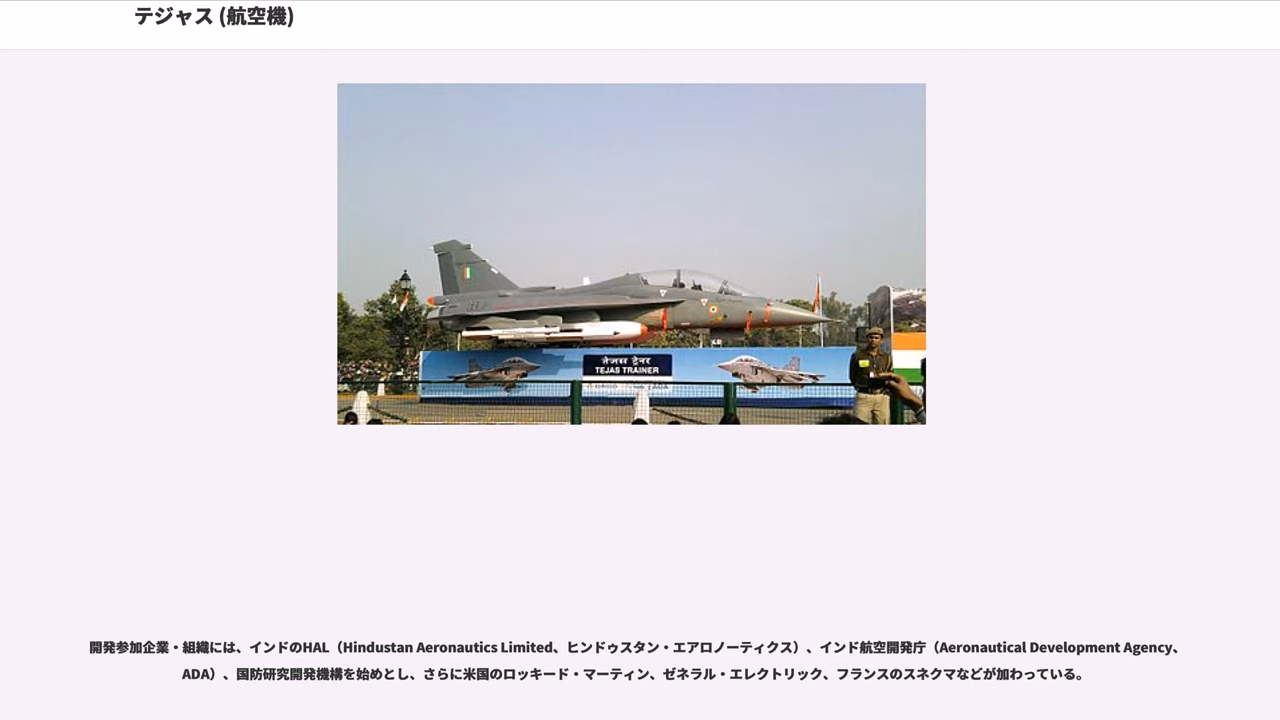 テジャス (航空機)
तेजस ट्रेनर
TEJAS TRAINER
開発参加企業・組織には、インドのHAL（Hindustan Aeronautics Limited、ヒンドゥスタン・エアロノーティクス）、インド航空開発庁（Aeronautical Development Agency、
ADA）、国防研究開発機構を始めとし、さらに米国のロッキード・マーティン、ゼネラル・エレクトリック、フランスのスネクマなどが加わっている。